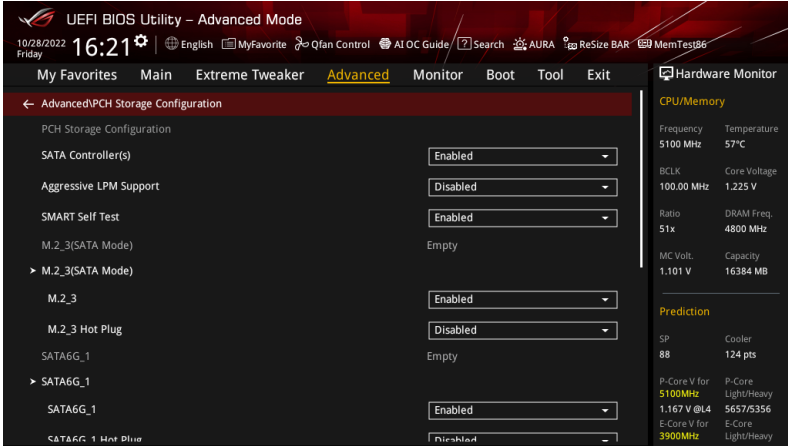 UEFI BIOS Utility – Advanced Mode
10/28/2022 Friday 16:21 English MyFavorite Qfan Control AI OC Guide Search AURA ReSize BAR MemTest86
My Favorites Main Extreme Tweaker Advanced Monitor Boot Tool Exit
← Advanced\PCH Storage Configuration
PCH Storage Configuration
SATA Controller(s) Enabled
Aggressive LPM Support Disabled
SMART Self Test Enabled
M.2_3(SATA Mode) Empty
> M.2_3(SATA Mode)
M.2_3 Enabled
M.2_3 Hot Plug Disabled
SATA6G_1 Empty
> SATA6G_1
SATA6G_1 Enabled
SATA6G_1 Hot Plug Disabled
Hardware Monitor
CPU/Memory
Frequency Temperature
5100 MHz 57°C
BCLK Core Voltage
100.00 MHz 1.225 V
Ratio DRAM Freq.
51x 4800 MHz
MC Volt. Capacity
1.101 V 16384 MB
Prediction
SP Cooler
88 124 pts
P-Core V for P-Core
5100MHz Light/Heavy
1.167 V @L4 5657/5356
E-Core V for E-Core
3900MHz Light/Heavy